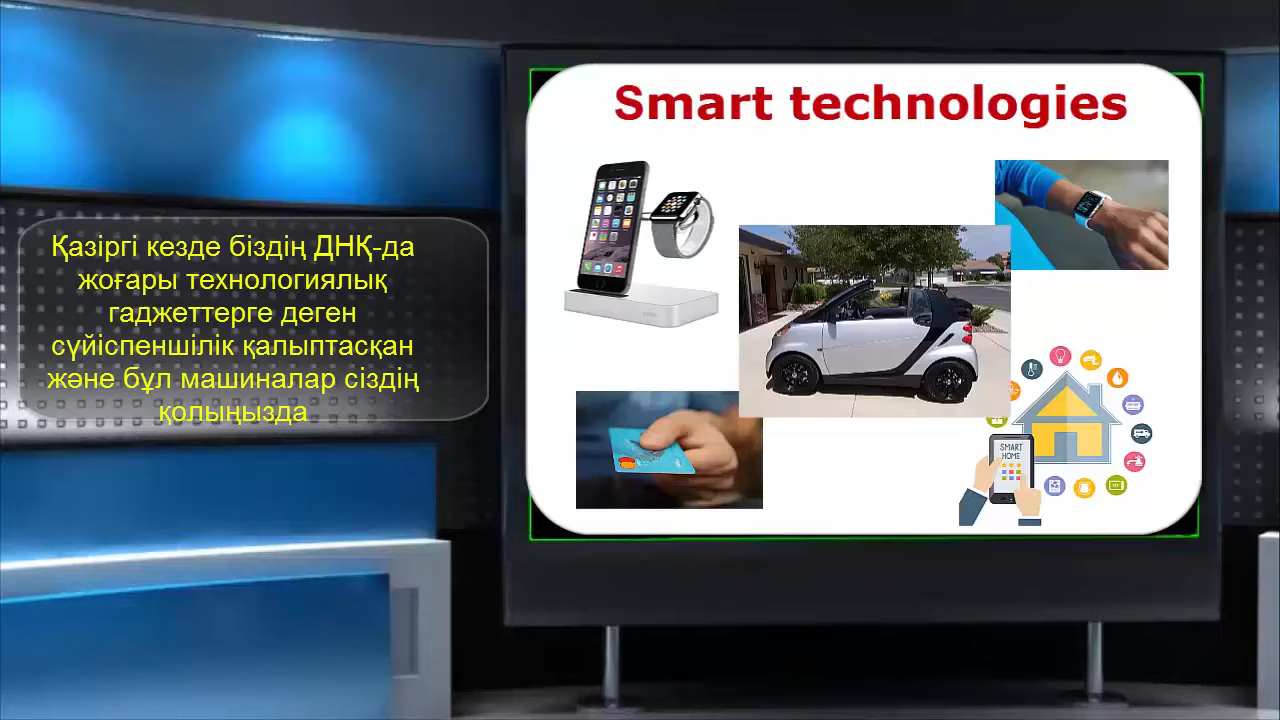 Smart technologies
Қазіргі кезде біздің ДНҚ-да
жоғары технологиялық
гаджеттерге деген
сүйіспеншілік қалыптасқан
және бұл машиналар сіздің
қолыңызда
SMART
HOME